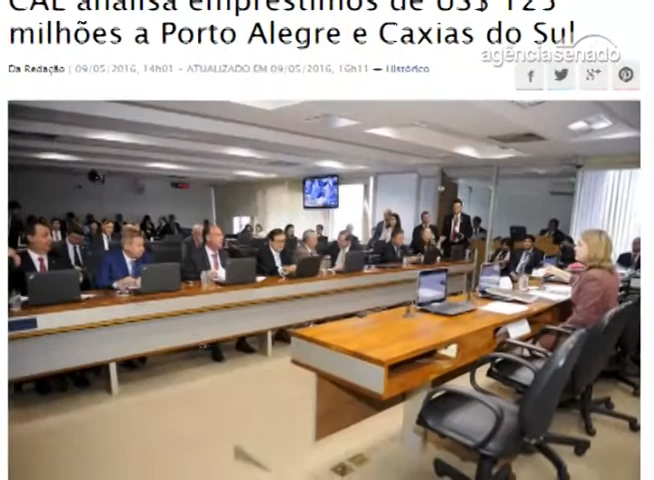 CAE analisa empréstimos de US$ 125
milhões a Porto Alegre e Caxias do Sul
agênciasenado
Da Redação | 09/05/2016, 14h01 - ATUALIZADO EM 09/05/2016, 16h11 — Histórico